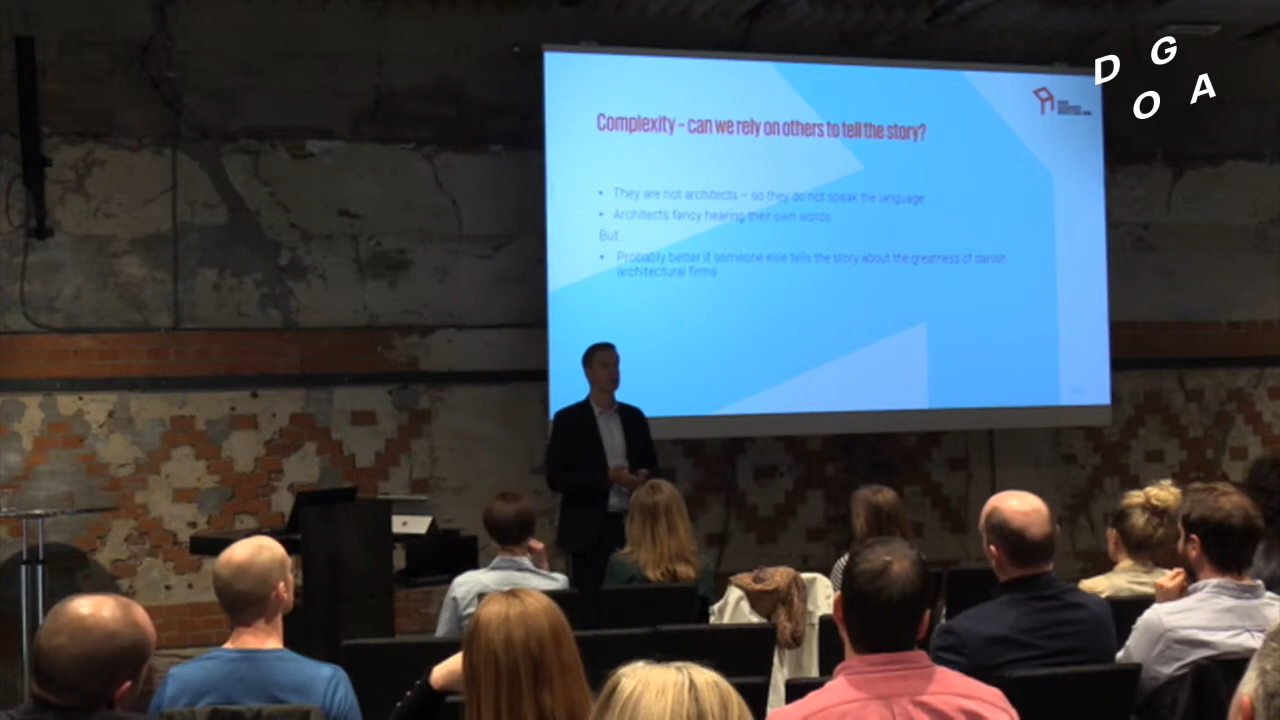 D G
O A
Complexity – can we rely on others to tell the story?
• They are not architects – so they do not speak the language
• Architects fancy hearing their own words
But.
• Probably better if someone else tells the story about the greatness of danish
architectural firms